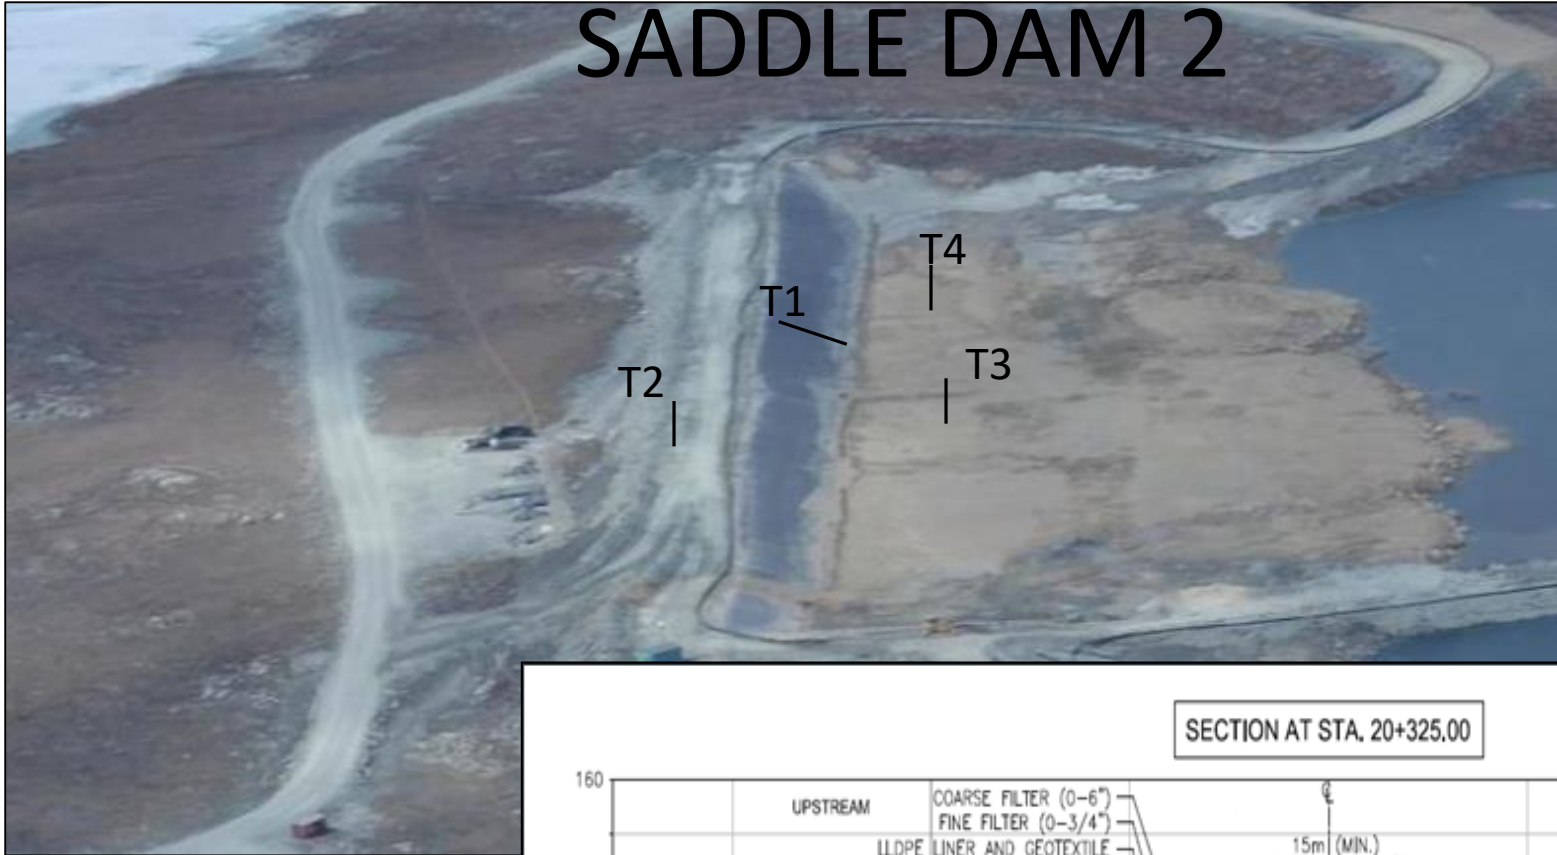 SADDLE DAM 2
T4
T1
T3
T2
SECTION AT STA. 20+325.00
160
UPSTREAM
COARSE FILTER (0-6")
FINE FILTER (0-3/4")
LLDPE LINER AND GEOTEXTILE
℄
15m (MIN.)